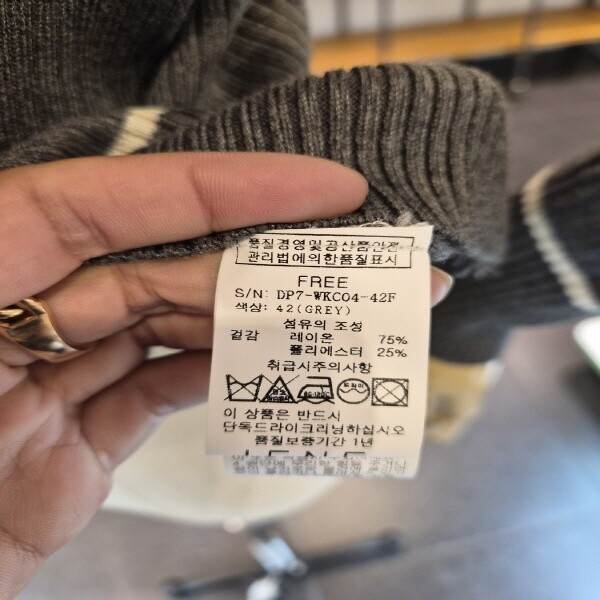 품질경영및공산품안전
관리법에의한품질표시
FREE
S/N: DP7-WKC04-42F
색상: 42(GREY)
섬유의 조성
겉감 레이온 75%
폴리에스터 25%
취급시주의사항
드라이
이 상품은 반드시
단독드라이크리닝하십시오
품질보증기간 1년